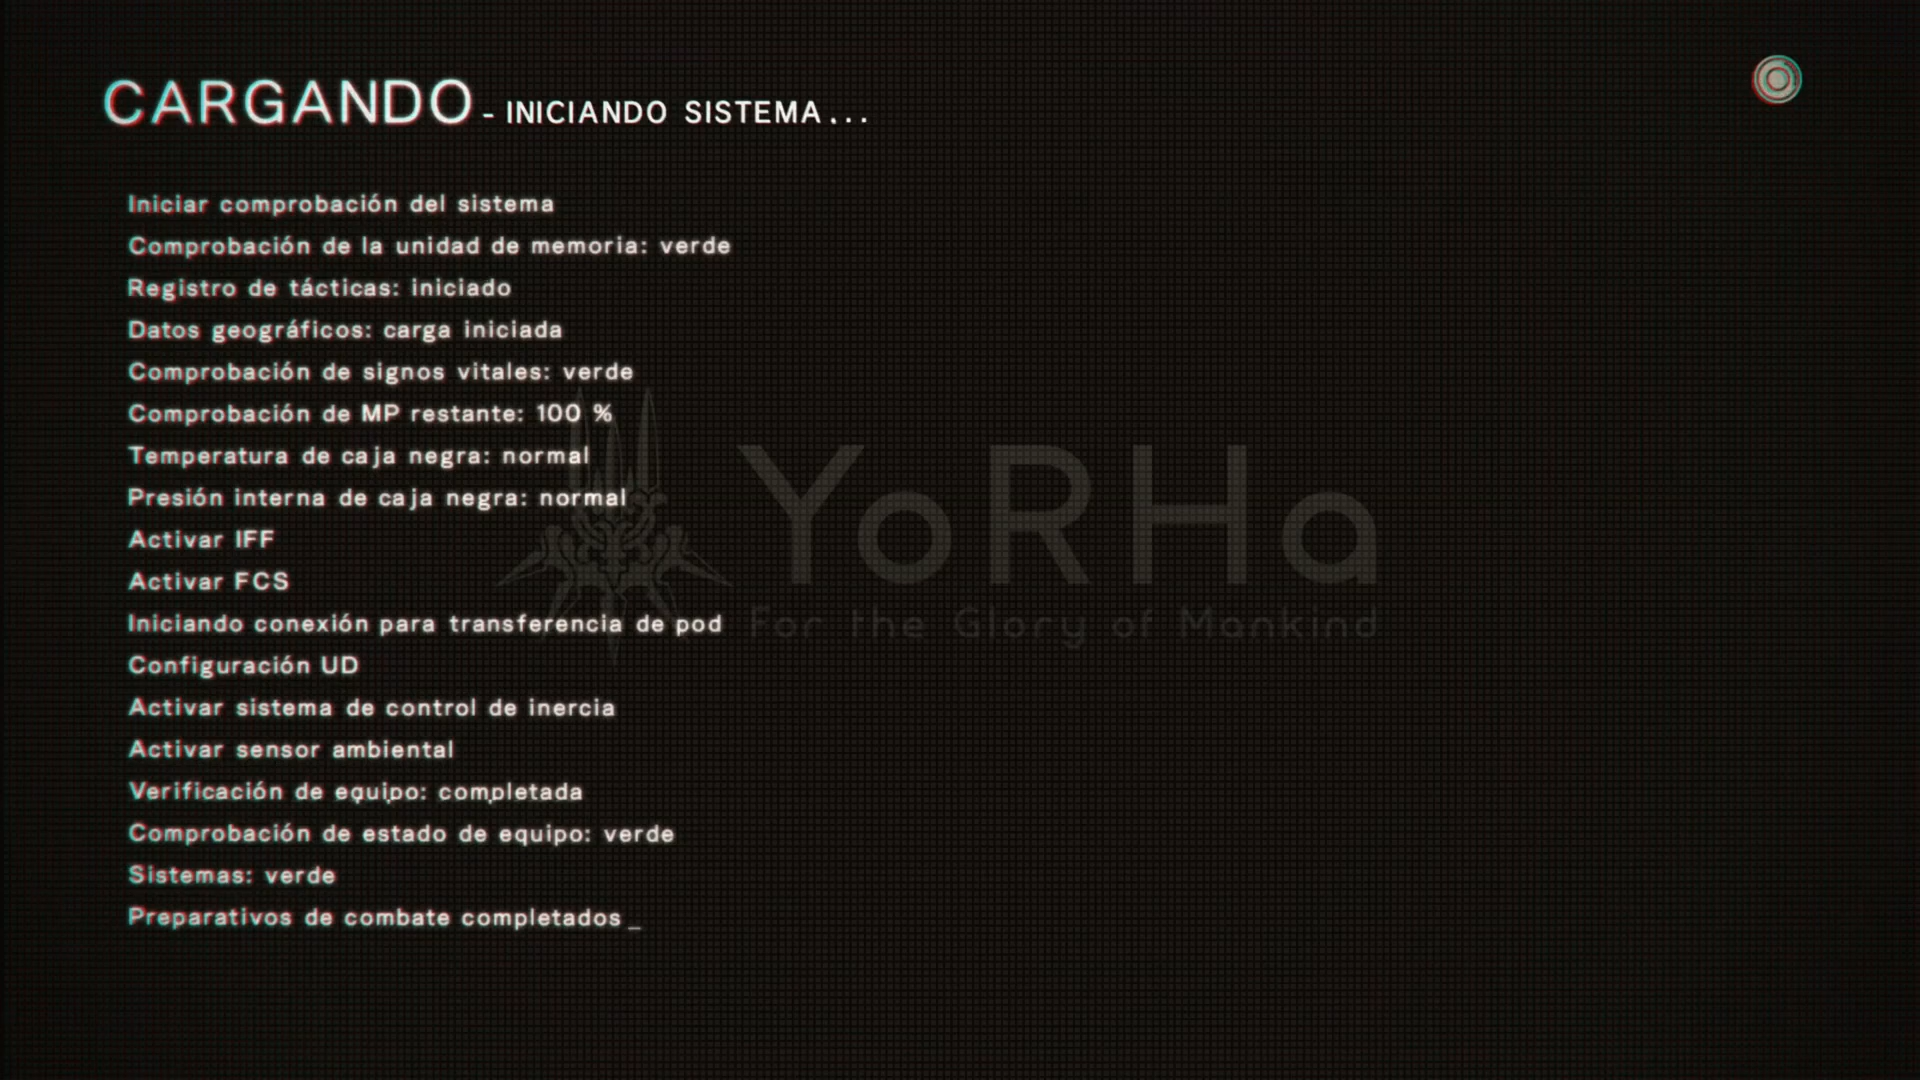 CARGANDO - INICIANDO SISTEMA...
Iniciar comprobación del sistema
Comprobación de la unidad de memoria: verde
Registro de tácticas: iniciado
Datos geográficos: carga iniciada
Comprobación de signos vitales: verde
Comprobación de MP restante: 100 %
Temperatura de caja negra: normal
Presión interna de caja negra: normal
Activar IFF
Activar FCS
Iniciando conexión para transferencia de pod
Configuración UD
Activar sistema de control de inercia
Activar sensor ambiental
Verificación de equipo: completada
Comprobación de estado de equipo: verde
Sistemas: verde
Preparativos de combate completados_
YoRHa
For the Glory of Mankind